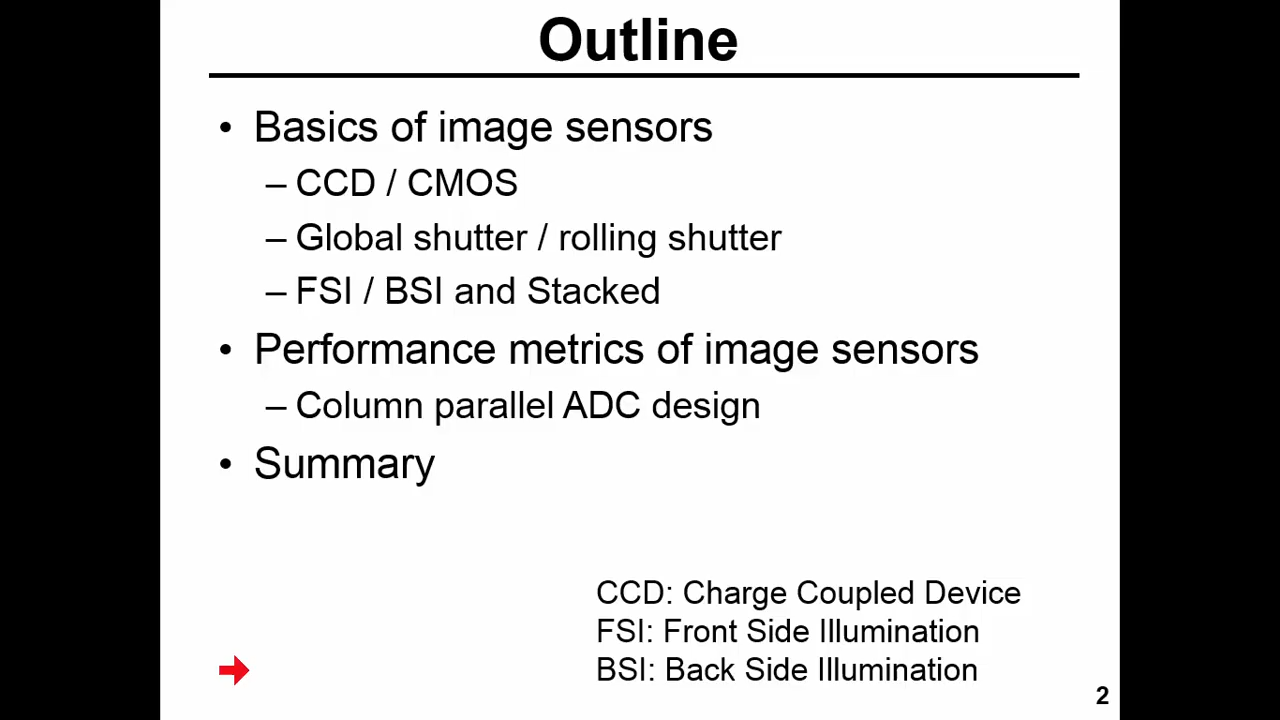 Outline
• Basics of image sensors
– CCD / CMOS
– Global shutter / rolling shutter
– FSI / BSI and Stacked
• Performance metrics of image sensors
– Column parallel ADC design
• Summary
CCD: Charge Coupled Device
FSI: Front Side Illumination
BSI: Back Side Illumination
2